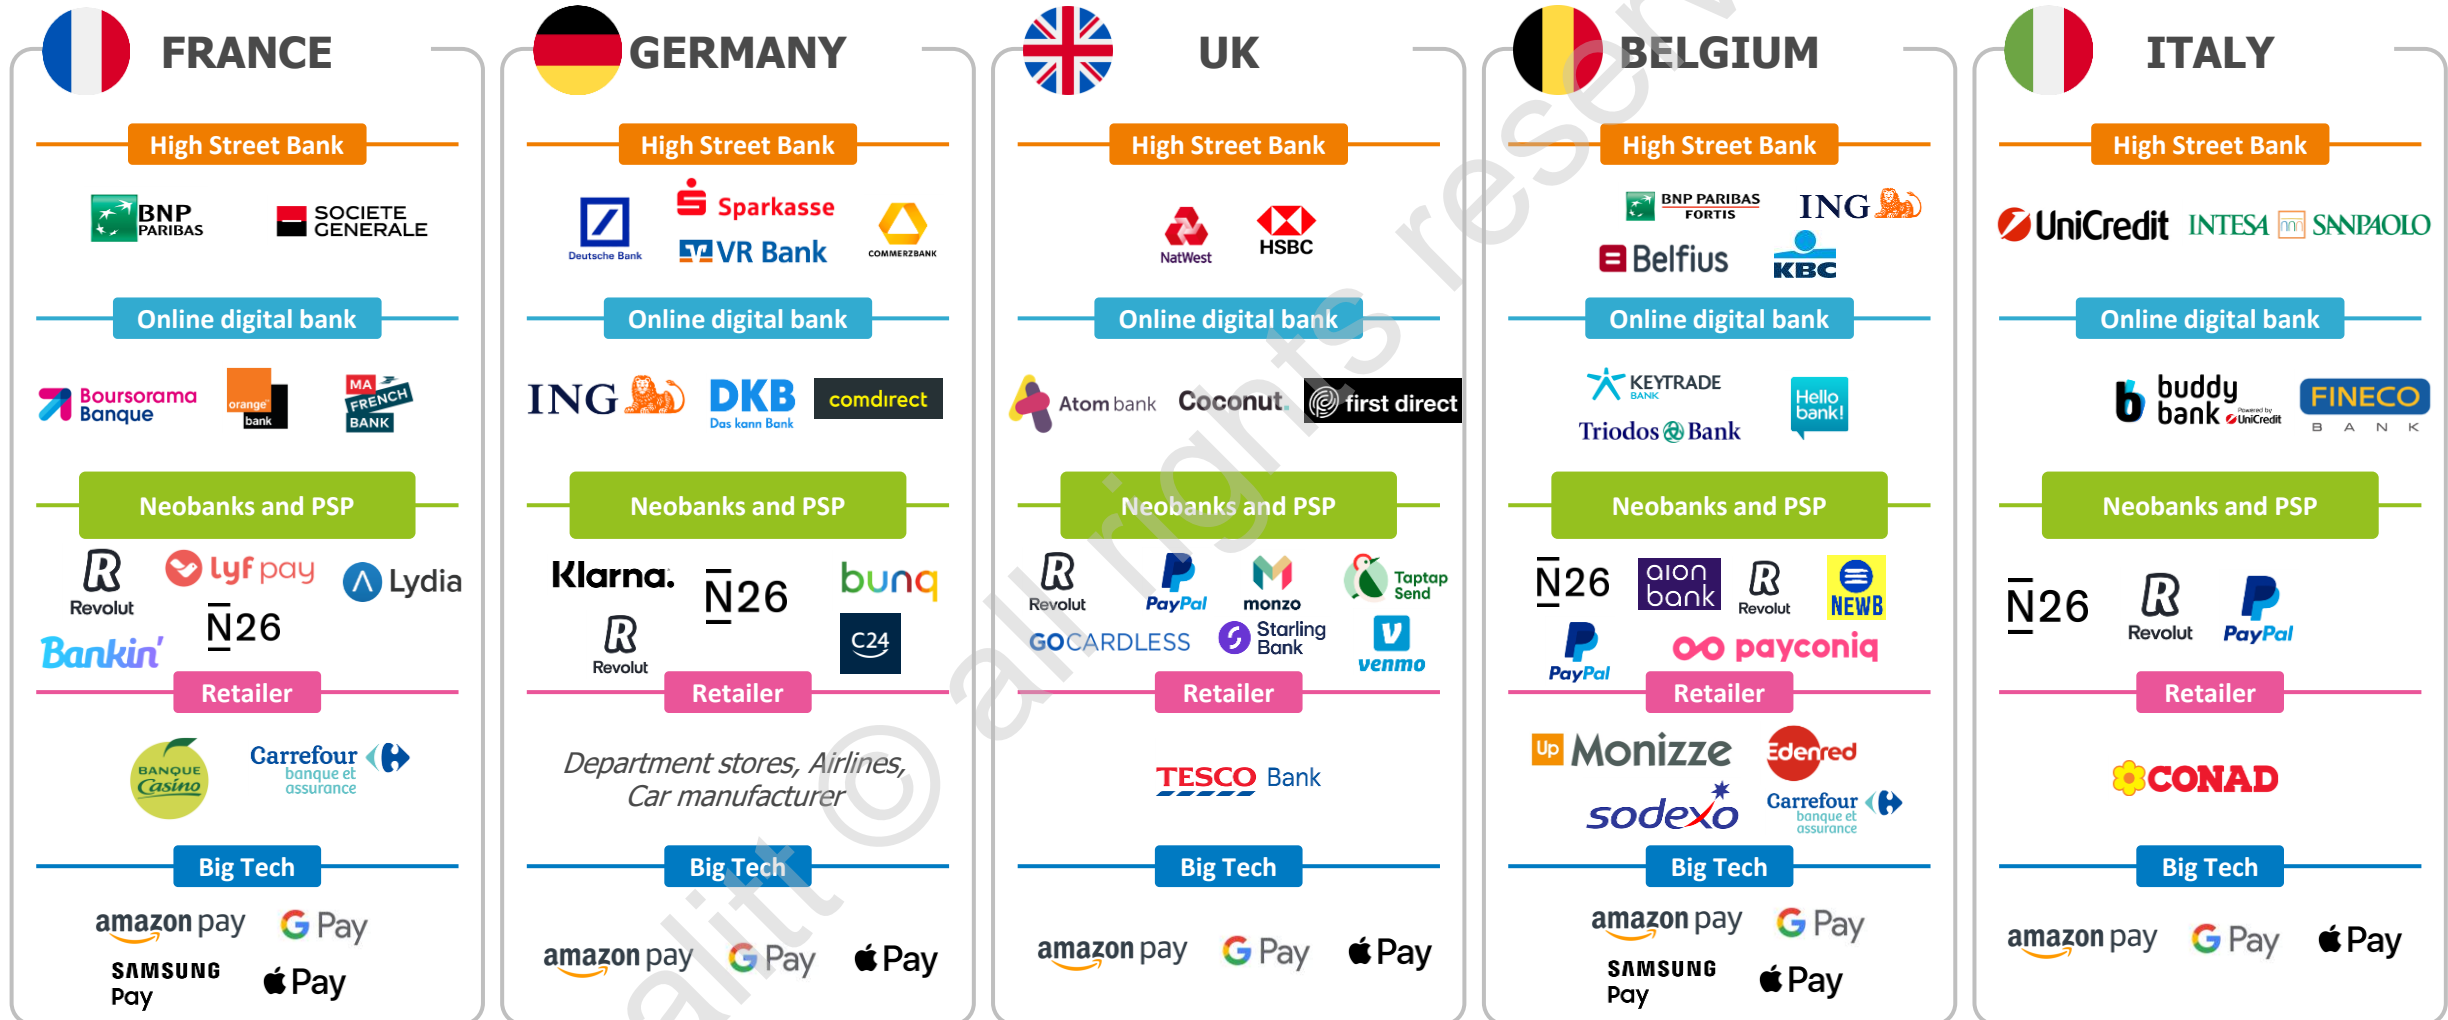 FRANCE
High Street Bank
BNP
PARIBAS
SOCIETE
GENERALE
Online digital bank
Boursorama
Banque
orange
bank
MA
FRENCH
BANK
Neobanks and PSP
R
Revolut
lyf pay
Lydia
N26
Bankin'
Retailer
BANQUE
Casino
Carrefour
banque et
assurance
Big Tech
amazon pay
G Pay
SAMSUNG
Pay
Pay
GERMANY
High Street Bank
Deutsche Bank
Sparkasse
VR Bank
COMMERZBANK
Online digital bank
ING
DKB
Das kann Bank
comdirect
Neobanks and PSP
Klarna.
N26
bunq
R
Revolut
C24
Retailer
Department stores, Airlines,
Car manufacturer
Big Tech
amazon pay
G Pay
Pay
UK
High Street Bank
NatWest
HSBC
Online digital bank
Atom bank
Coconut.
first direct
Neobanks and PSP
R
Revolut
PayPal
monzo
Taptap
Send
GOCARDLESS
Starling
Bank
V
venmo
Retailer
TESCO Bank
Big Tech
amazon pay
G Pay
Pay
BELGIUM
High Street Bank
BNP PARIBAS
FORTIS
ING
Belfius
KBC
Online digital bank
KEYTRADE
BANK
Hello
bank!
Triodos Bank
Neobanks and PSP
N26
aion
bank
R
Revolut
NEWB
PayPal
payconiq
Retailer
Up Monizze
Edenred
sodexo
Carrefour
banque et
assurance
Big Tech
amazon pay
G Pay
SAMSUNG
Pay
Pay
ITALY
High Street Bank
UniCredit
INTESA SANPAOLO
Online digital bank
buddy
bank
Powered by
UniCredit
FINECO
BANK
Neobanks and PSP
N26
R
Revolut
PayPal
Retailer
CONAD
Big Tech
amazon pay
G Pay
Pay
alitt © all rights reserv